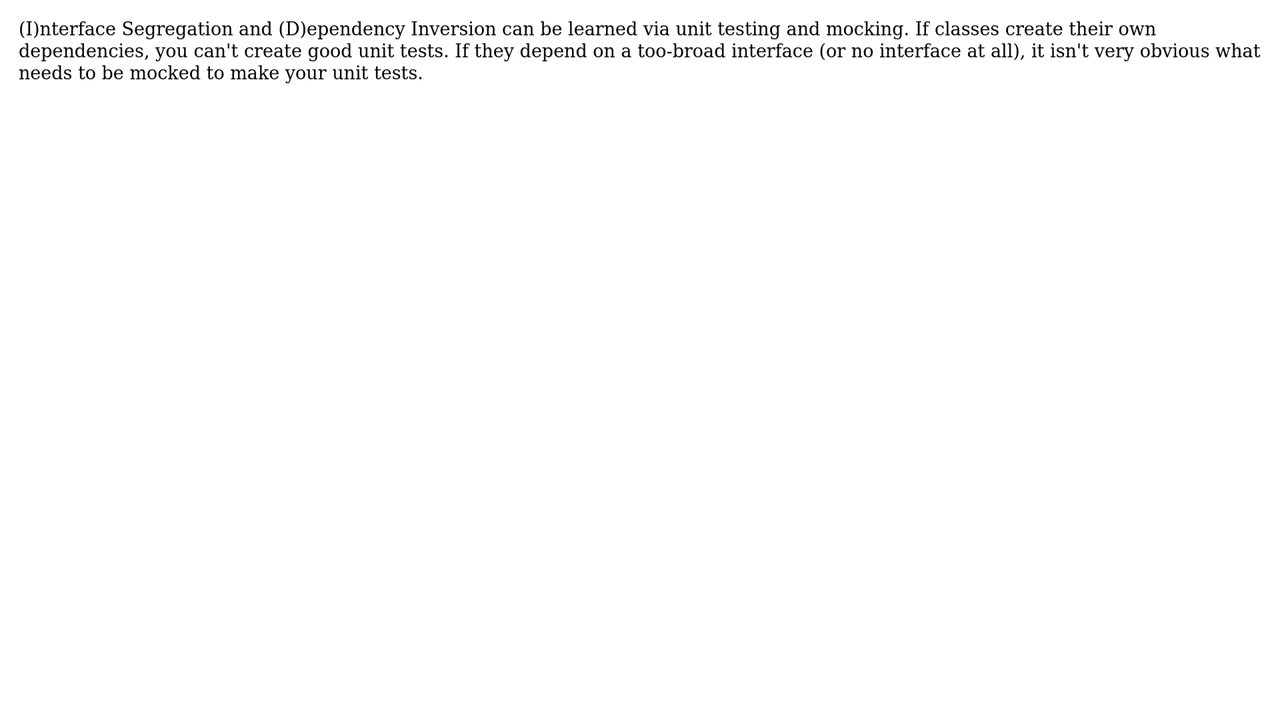 (I)nterface Segregation and (D)ependency Inversion can be learned via unit testing and mocking. If classes create their own
dependencies, you can't create good unit tests. If they depend on a too-broad interface (or no interface at all), it isn't very obvious what
needs to be mocked to make your unit tests.